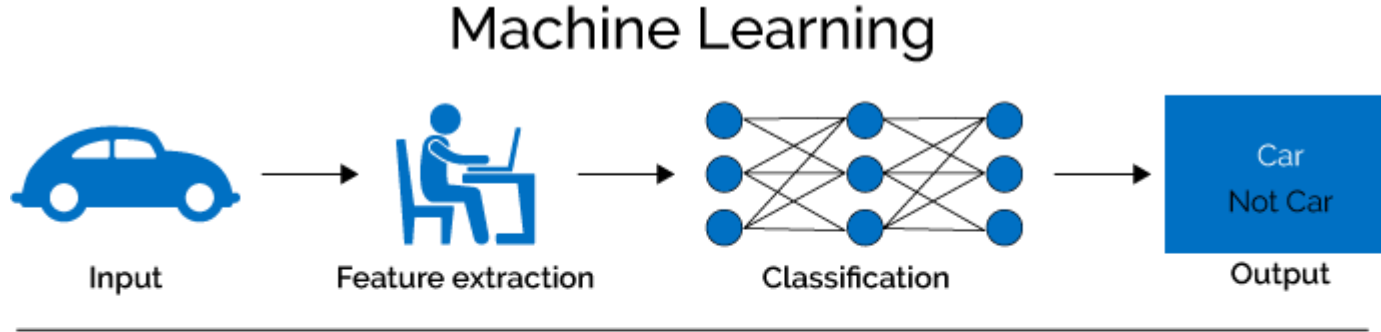 Machine Learning
Car
Not Car
Input
Feature extraction
Classification
Output